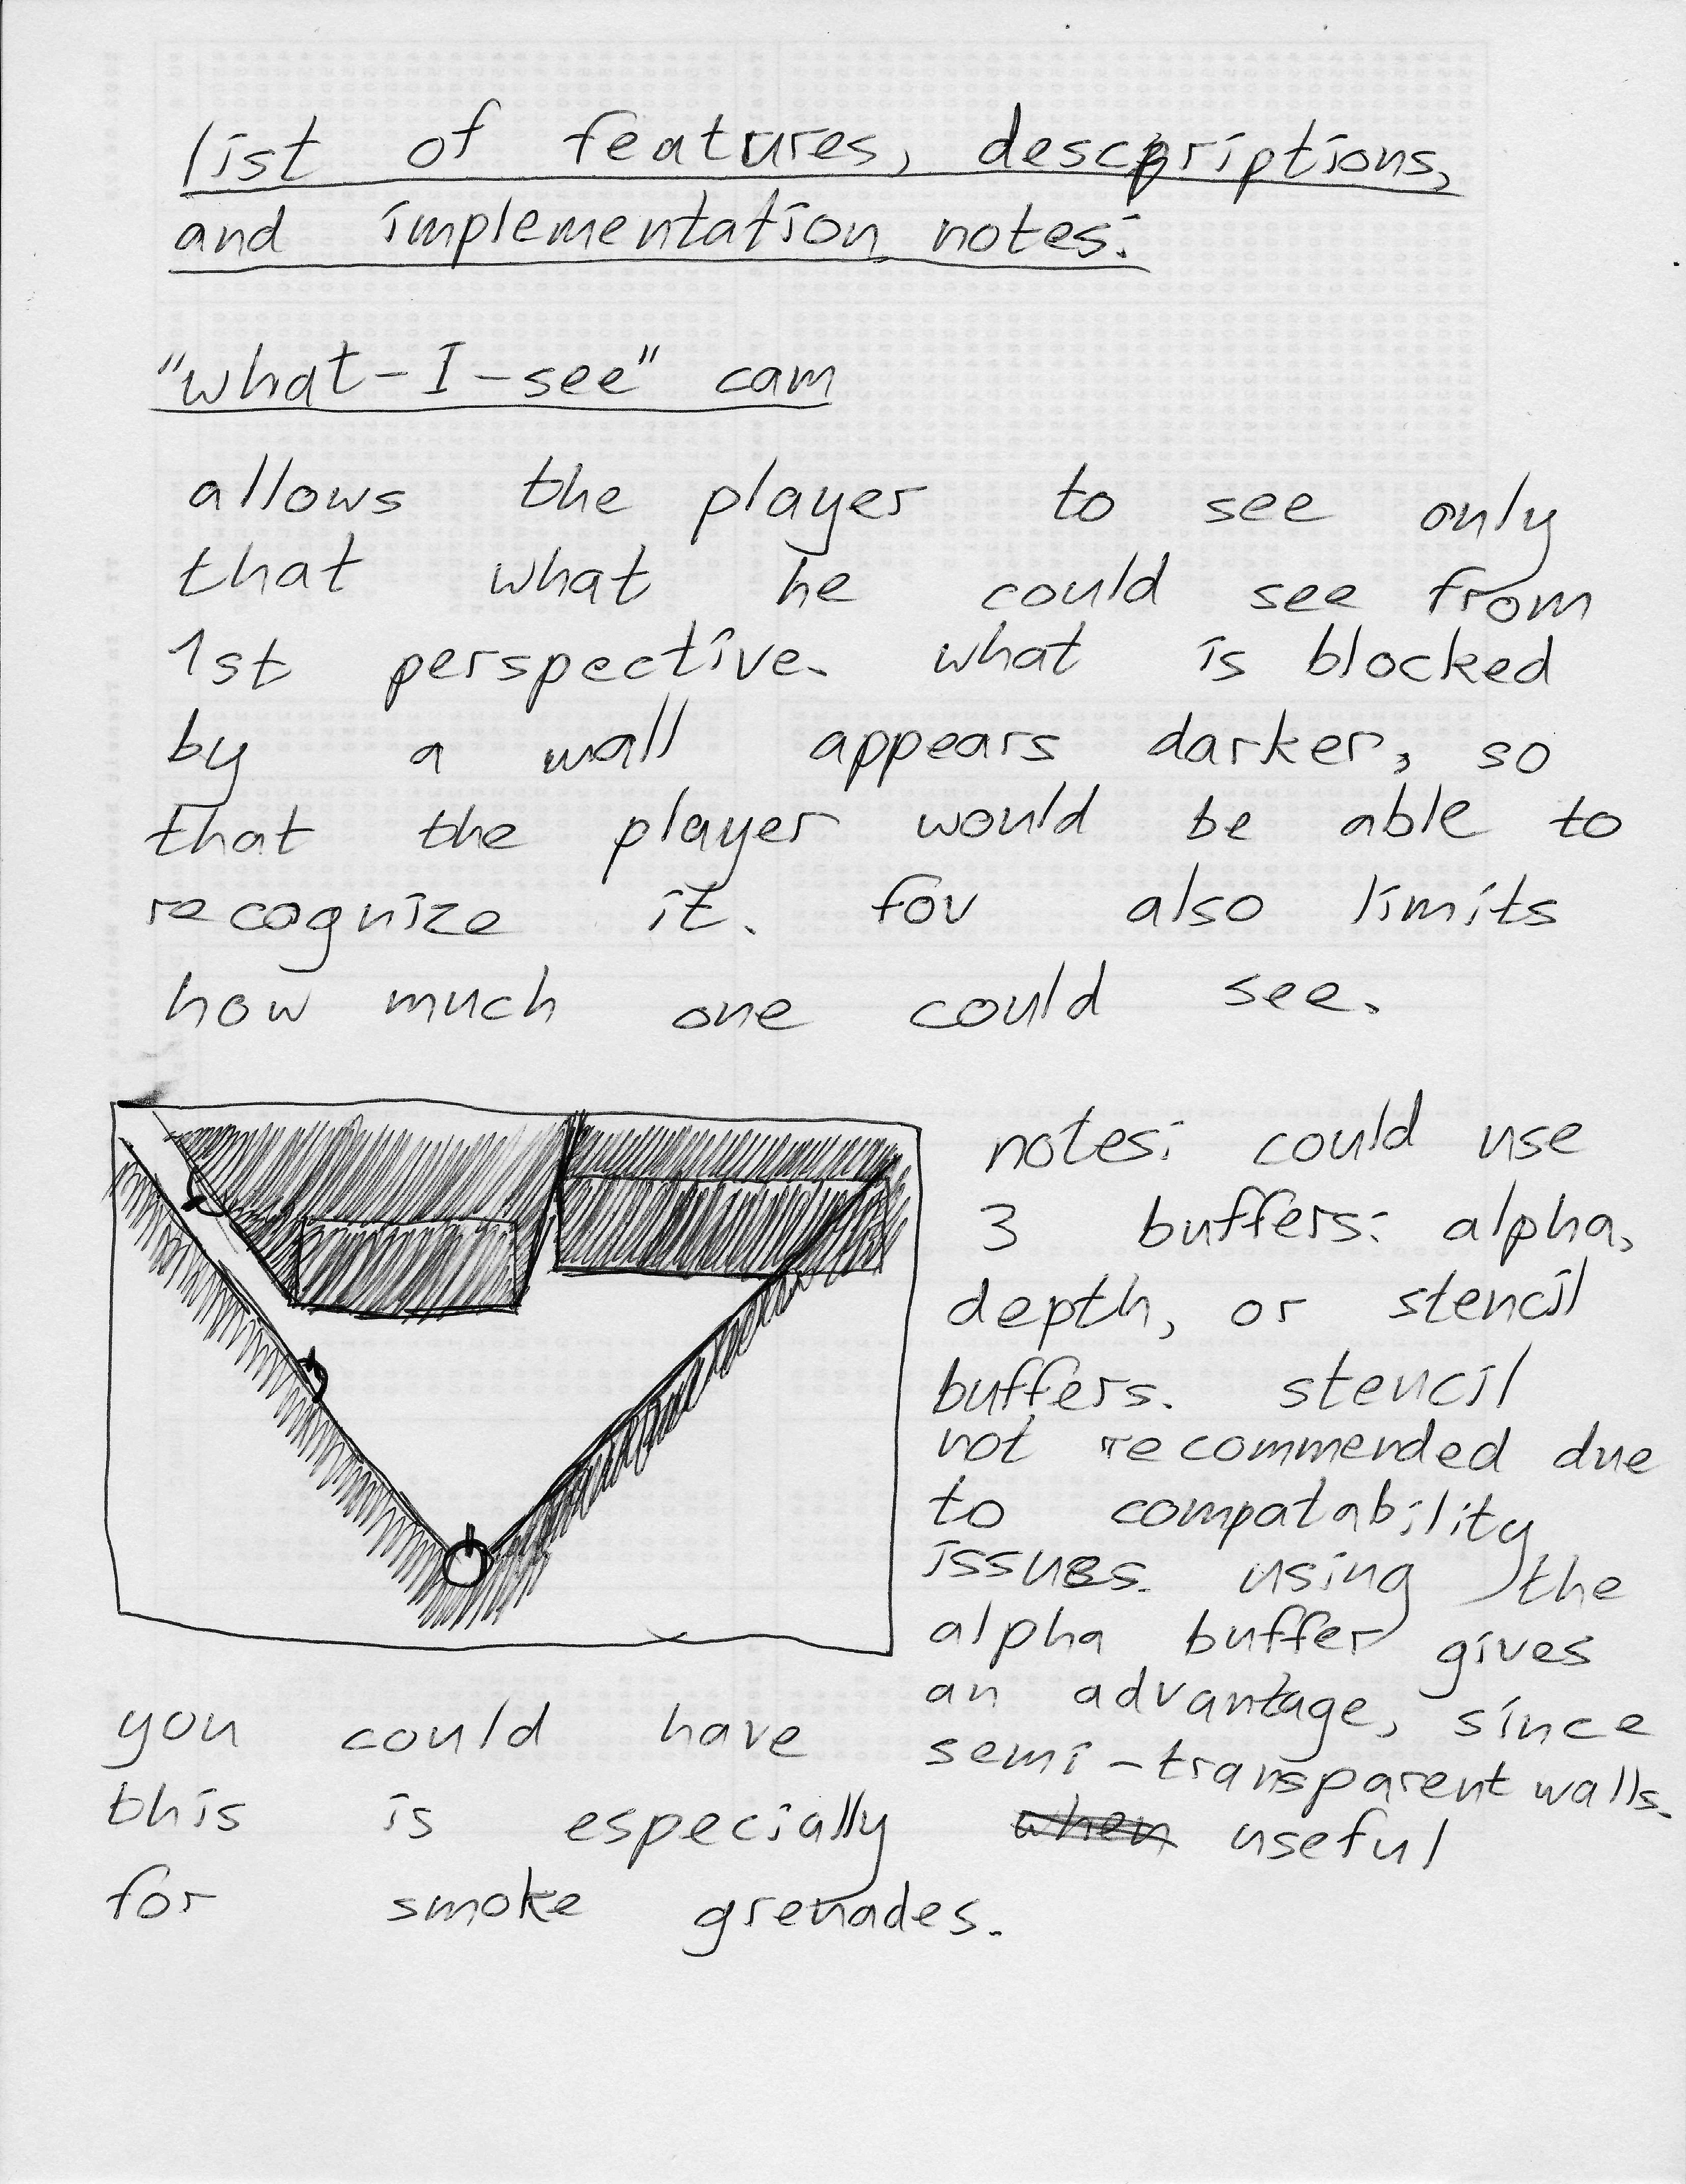 list of features, descriptions,
and implementation notes:
"what-I-see" cam
allows the player to see only
that what he could see from
1st perspective. what is blocked
by a wall appears darker, so
that the player would be able to
recognize it. fov also limits
how much one could see.
notes: could use
3 buffers: alpha,
depth, or stencil
buffers. stencil
not recommended due
to compatability
issues. using the
alpha buffer gives
an advantage, since
you could have semi-transparent walls.
this is especially when useful
for smoke grenades.